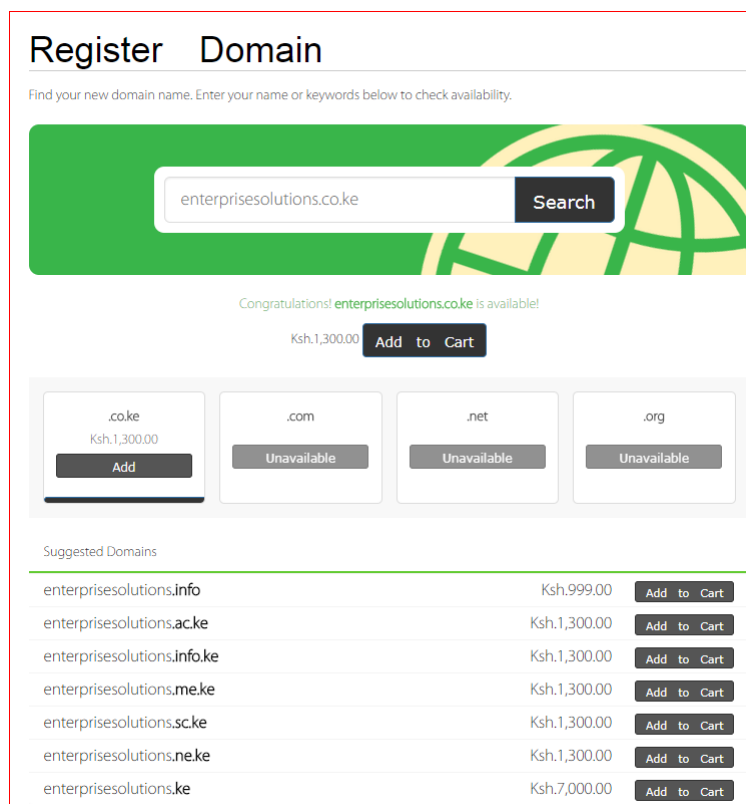 Register Domain
Find your new domain name. Enter your name or keywords below to check availability.
enterprisesolutions.co.ke Search
Congratulations! enterprisesolutions.co.ke is available!
Ksh.1,300.00 Add to Cart
.co.ke .com .net .org
Ksh.1,300.00
Add Unavailable Unavailable Unavailable
Suggested Domains
enterprisesolutions.info Ksh.999.00 Add to Cart
enterprisesolutions.ac.ke Ksh.1,300.00 Add to Cart
enterprisesolutions.info.ke Ksh.1,300.00 Add to Cart
enterprisesolutions.me.ke Ksh.1,300.00 Add to Cart
enterprisesolutions.sc.ke Ksh.1,300.00 Add to Cart
enterprisesolutions.ne.ke Ksh.1,300.00 Add to Cart
enterprisesolutions.ke Ksh.7,000.00 Add to Cart